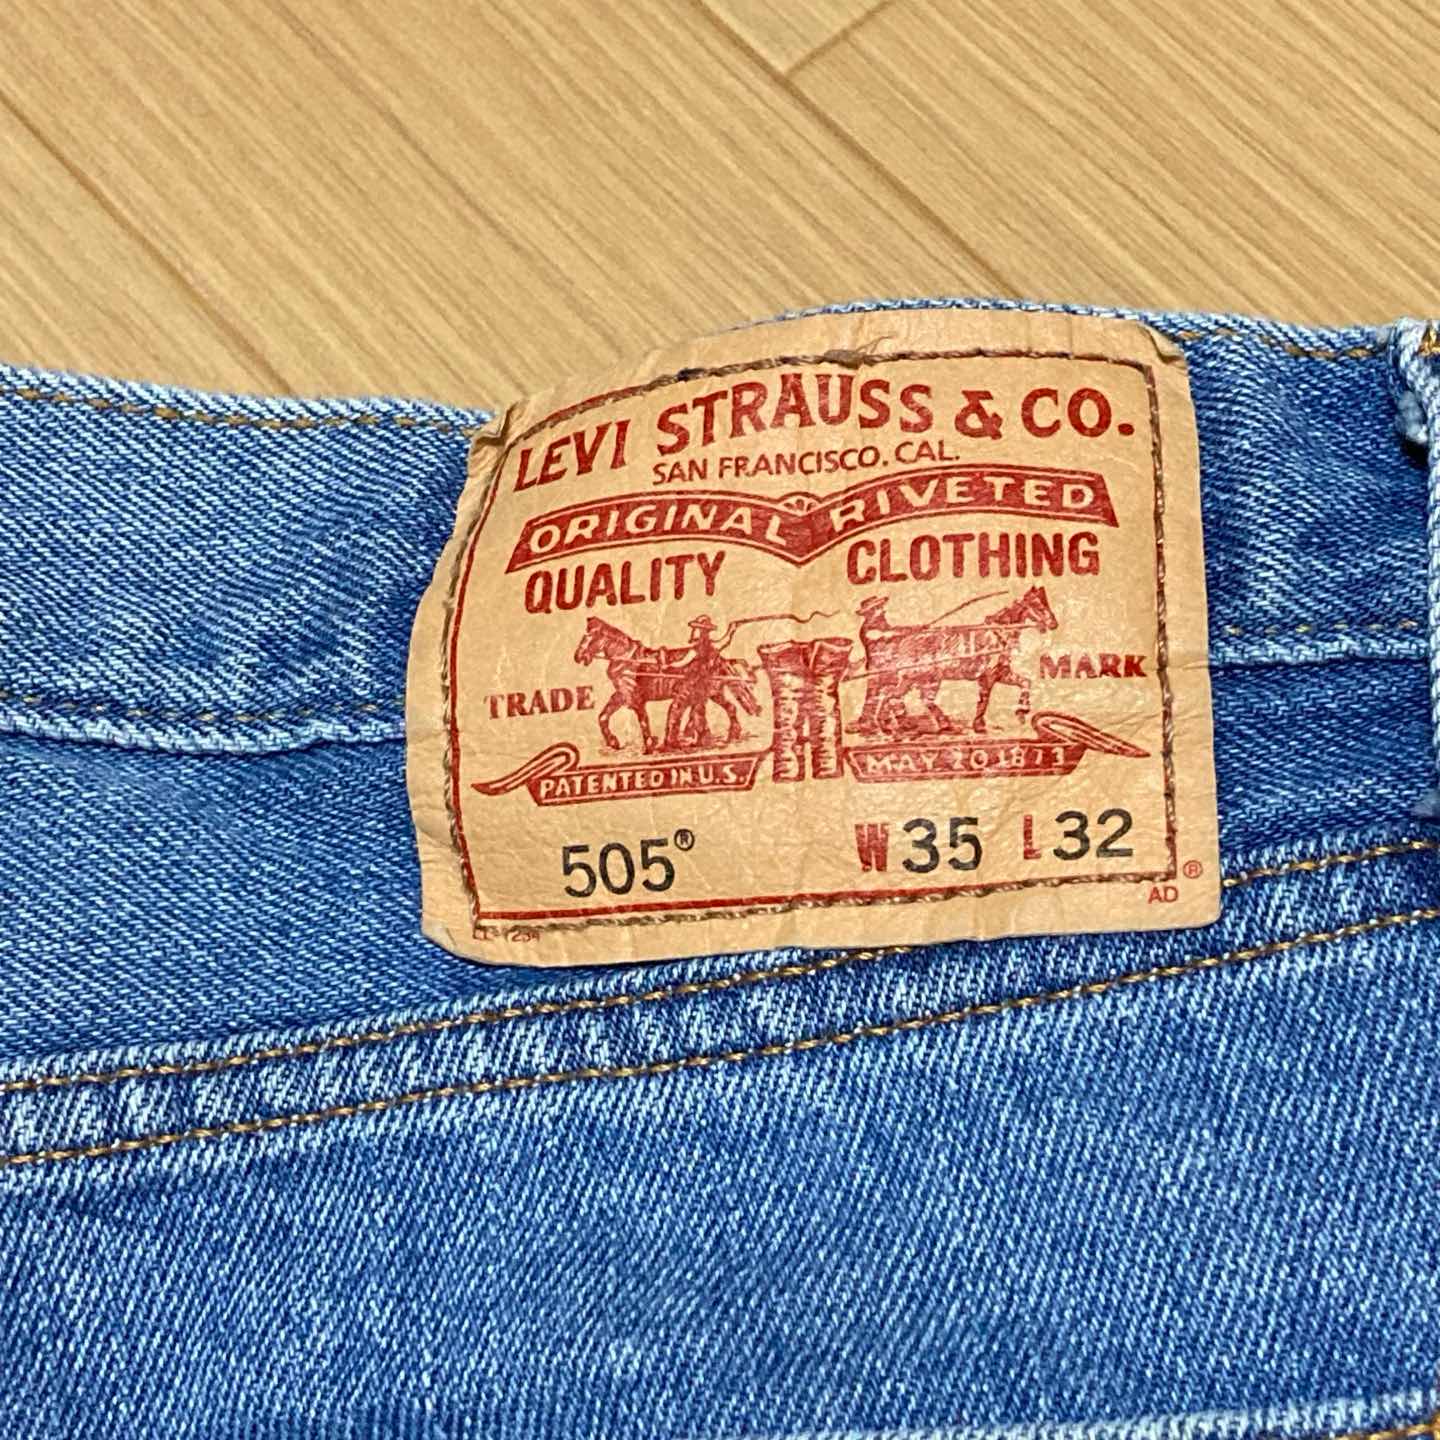 LEVI STRAUSS & CO.
SAN FRANCISCO, CAL.
ORIGINAL RIVETED
QUALITY CLOTHING
TRADE MARK
PATENTED IN U.S. MAY 20 1873
505® W35 L32
®
AD